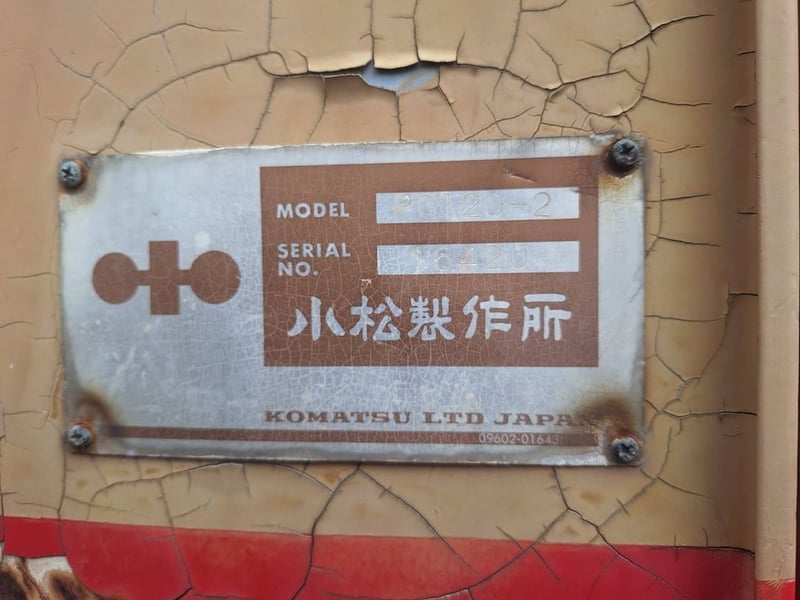 MODEL PC120-2
SERIAL NO.
小松製作所
KOMATSU LTD JAPAN
09602-01643